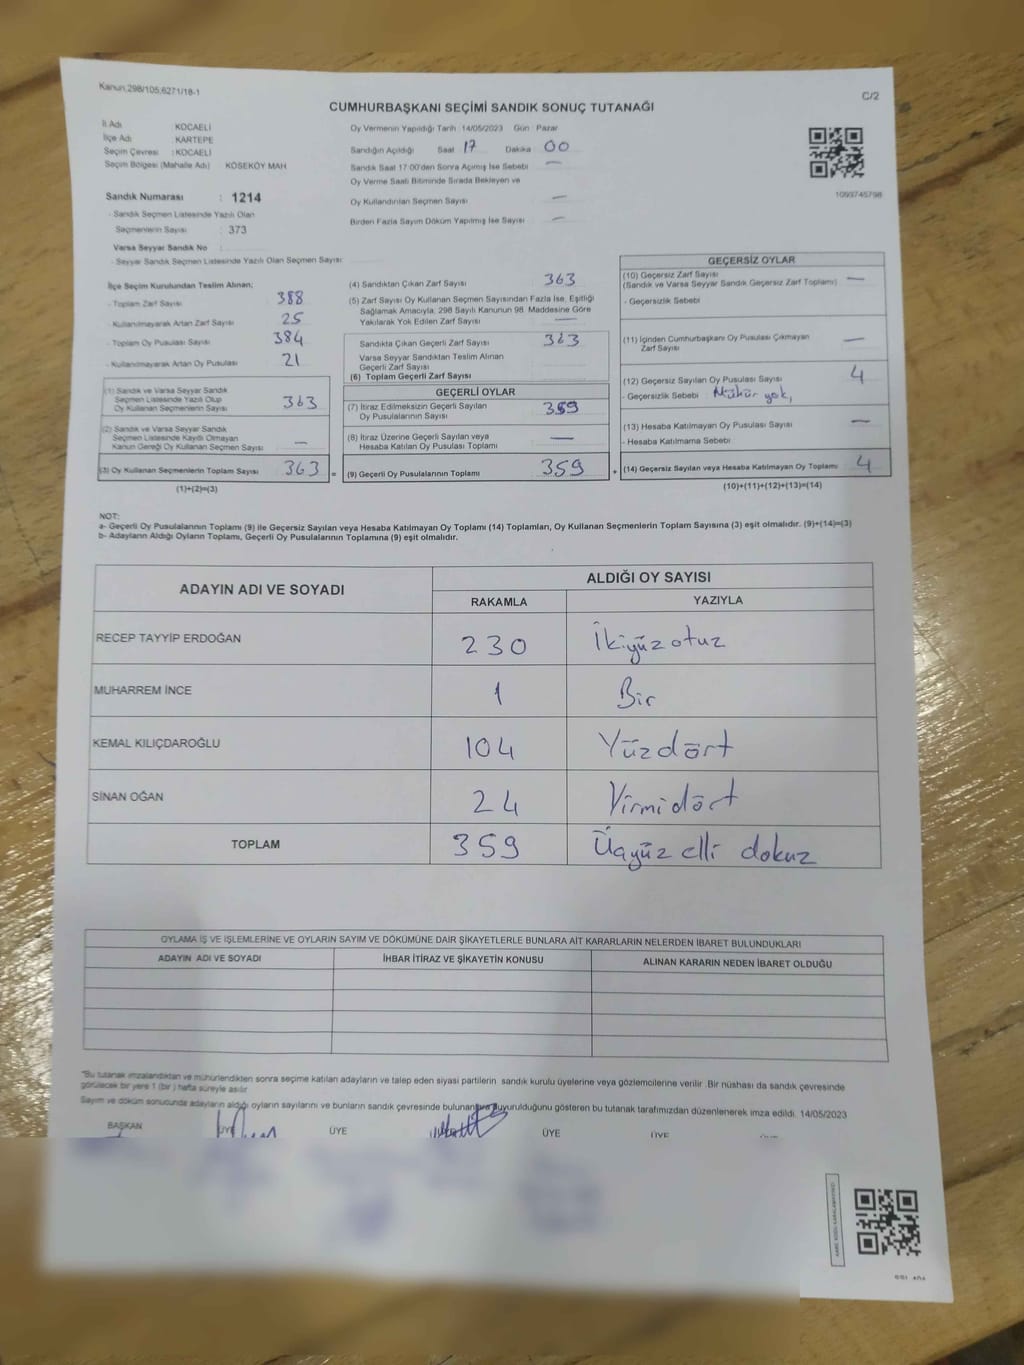 Kanun,298/105,6271/18-1
C/2
CUMHURBAŞKANI SEÇİMİ SANDIK SONUÇ TUTANAĞI
İl Adı : KOCAELİ
İlçe Adı : KARTEPE
Seçim Çevresi : KOCAELİ
Seçim Bölgesi (Mahalle Adı) KÖSEKÖY MAH
Sandık Numarası : 1214
- Sandık Seçmen Listesinde Yazılı Olan
Seçmenlerin Sayısı : 373
Varsa Seyyar Sandık No :
- Seyyar Sandık Seçmen Listesinde Yazılı Olan Seçmen Sayısı:
Oy Vermenin Yapıldığı Tarih :14/05/2023 Gün : Pazar
Sandığın Açıldığı Saat 17 Dakika 00
Sandık Saat 17:00'den Sonra Açılmış İse Sebebi —
Oy Verme Saati Bitiminde Sırada Bekleyen ve
Oy Kullandırılan Seçmen Sayısı —
Birden Fazla Sayım Döküm Yapılmış İse Sayısı —
1093745798
İlçe Seçim Kurulundan Teslim Alınan;
- Toplam Zarf Sayısı 388
- Kullanılmayarak Artan Zarf Sayısı 25
- Toplam Oy Pusulası Sayısı 384
- Kullanılmayarak Artan Oy Pusulası 21
(1) Sandık ve Varsa Seyyar Sandık
Seçmen Listesinde Yazılı Olup
Oy Kullanan Seçmenlerin Sayısı 363
(2) Sandık ve Varsa Seyyar Sandık
Seçmen Listesinde Kaydı Olmayan
Kanun Gereği Oy Kullanan Seçmen Sayısı —
(3) Oy Kullanan Seçmenlerin Toplam Sayısı 363 =
(1)+(2)=(3)
(4) Sandıktan Çıkan Zarf Sayısı 363
(5) Zarf Sayısı Oy Kullanan Seçmen Sayısından Fazla İse, Eşitliği
Sağlamak Amacıyla, 298 Sayılı Kanunun 98. Maddesine Göre
Yakılarak Yok Edilen Zarf Sayısı —
Sandıkta Çıkan Geçerli Zarf Sayısı 363
Varsa Seyyar Sandıktan Teslim Alınan
Geçerli Zarf Sayısı
(6) Toplam Geçerli Zarf Sayısı
GEÇERLİ OYLAR
(7) İtiraz Edilmeksizin Geçerli Sayılan
Oy Pusulalarının Sayısı 359
(8) İtiraz Üzerine Geçerli Sayılan veya
Hesaba Katılan Oy Pusulası Sayısı —
(9) Geçerli Oy Pusulalarının Toplamı 359 +
GEÇERSİZ OYLAR
(10) Geçersiz Zarf Sayısı
(Sandık ve Varsa Seyyar Sandık Geçersiz Zarf Toplamı) —
- Geçersizlik Sebebi
(11) İçinden Cumhurbaşkanı Oy Pusulası Çıkmayan
Zarf Sayısı —
(12) Geçersiz Sayılan Oy Pusulası Sayısı 4
- Geçersizlik Sebebi Mühür yok,
(13) Hesaba Katılmayan Oy Pusulası Sayısı —
- Hesaba Katılmama Sebebi
(14) Geçersiz Sayılan veya Hesaba Katılmayan Oy Toplamı 4
(10)+(11)+(12)+(13)=(14)
NOT:
a- Geçerli Oy Pusulalarının Toplamı (9) ile Geçersiz Sayılan veya Hesaba Katılmayan Oy Toplamı (14) Toplamları, Oy Kullanan Seçmenlerin Toplam Sayısına (3) eşit olmalıdır. (9)+(14)=(3)
b- Adayların Aldığı Oyların Toplamı, Geçerli Oy Pusulalarının Toplamına (9) eşit olmalıdır.
ADAYIN ADI VE SOYADI
ALDIĞI OY SAYISI
RAKAMLA YAZIYLA
RECEP TAYYİP ERDOĞAN 230 İkiyüzotuz
MUHARREM İNCE 1 Bir
KEMAL KILIÇDAROĞLU 104 Yüzdört
SİNAN OĞAN 24 Yirmidört
TOPLAM 359 Üçyüz elli dokuz
OYLAMA İŞ VE İŞLEMLERİNE VE OYLARIN SAYIM VE DÖKÜMÜNE DAİR ŞİKAYETLERLE BUNLARA AİT KARARLARIN NELERDEN İBARET BULUNDUKLARI
ADAYIN ADI VE SOYADI İHBAR İTİRAZ VE ŞİKAYETİN KONUSU ALINAN KARARIN NEDEN İBARET OLDUĞU
"Bu tutanak imzalandıktan ve mühürlendikten sonra seçime katılan adayların ve talep eden siyasi partilerin sandık kurulu üyelerine veya gözlemcilerine verilir .Bir nüshası da sandık çevresinde
görülecek bir yere 1 (bir ) hafta süreyle asılır
Sayım ve döküm sonucunda adayların aldığı oyların sayılarını ve bunların sandık çevresinde bulunanlara duyurulduğunu gösteren bu tutanak tarafımızdan düzenlenerek imza edildi. 14/05/2023
BAŞKAN ÜYE ÜYE ÜYE ÜYE